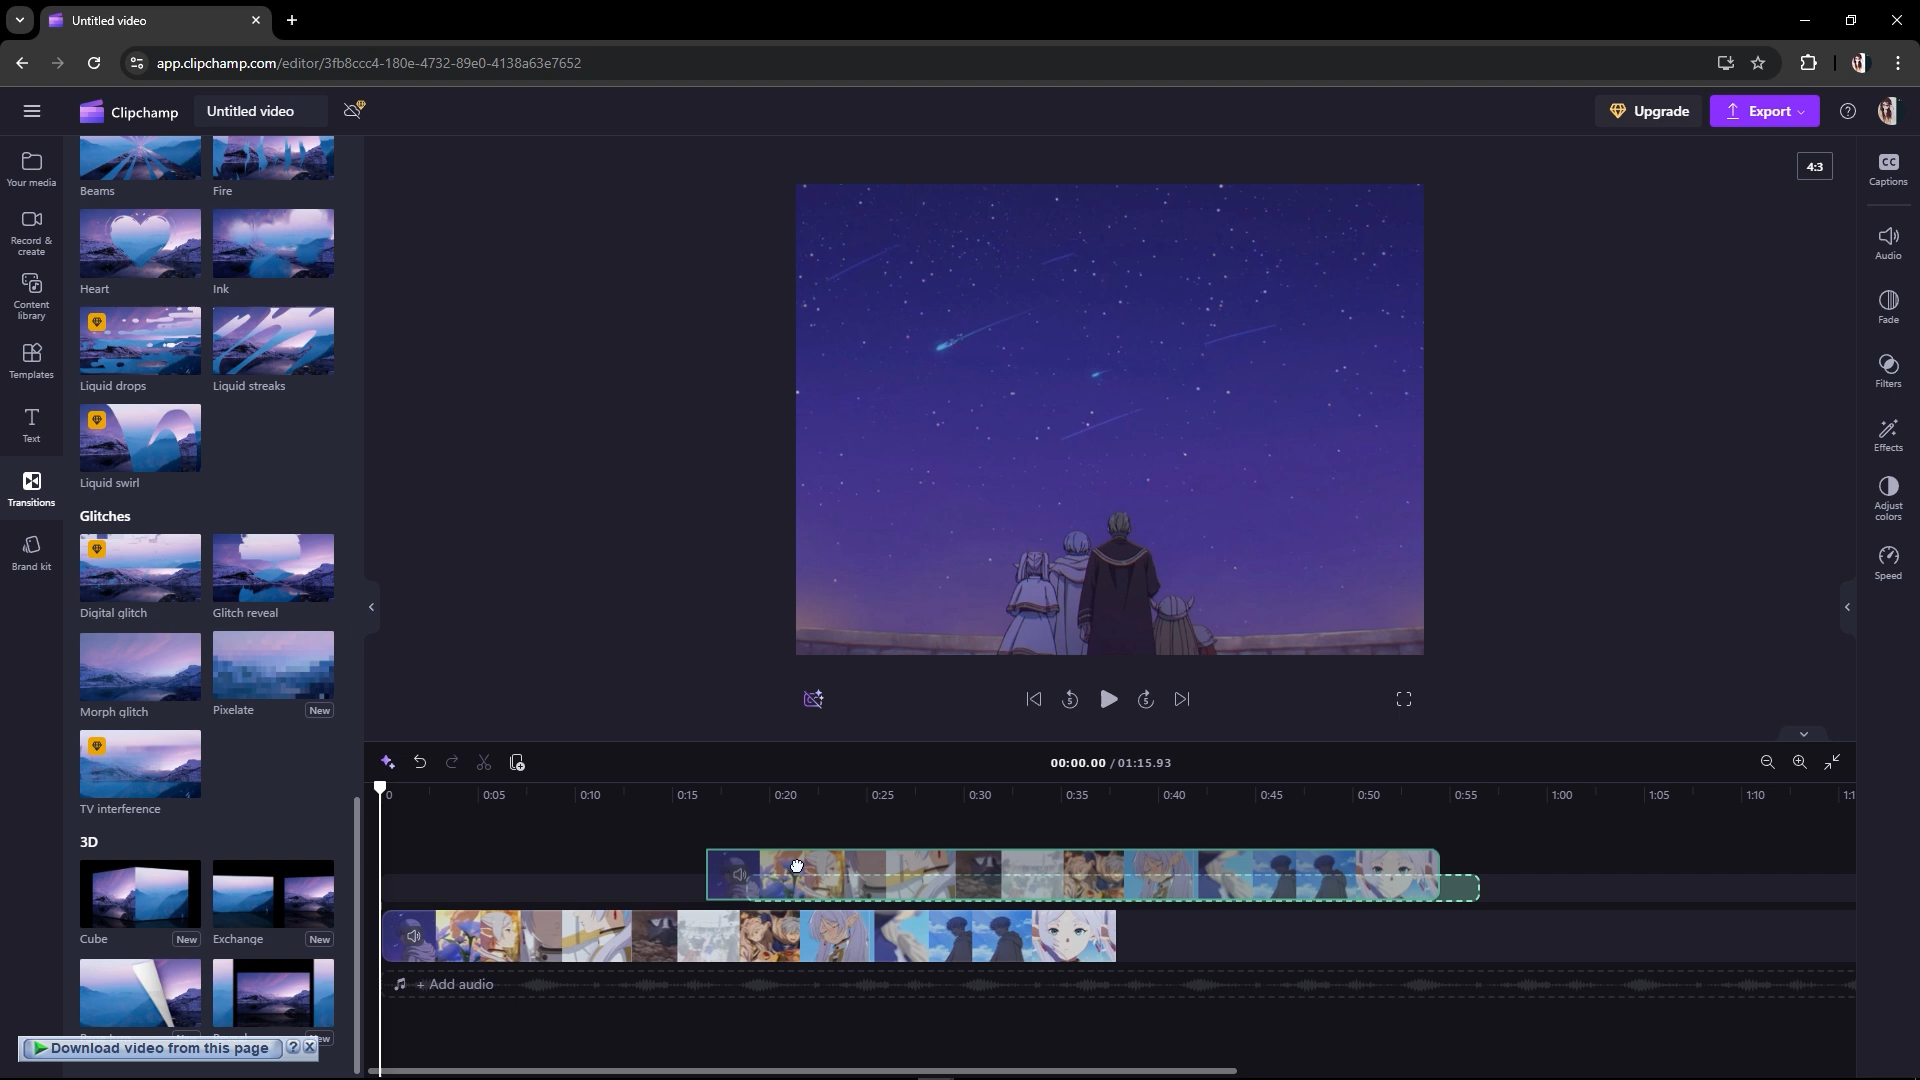 Untitled video
app.clipchamp.com/editor/3fb8ccc4-180e-4732-89e0-4138a63e7652
Clipchamp
Untitled video
Upgrade
Export
Your media
Record & create
Content library
Templates
Text
Transitions
Brand kit
Beams
Fire
Heart
Ink
Liquid drops
Liquid streaks
Liquid swirl
Glitches
Digital glitch
Glitch reveal
Morph glitch
Pixelate
New
TV interference
3D
Cube
New
Exchange
New
Download video from this page
4:3
CC
Captions
Audio
Fade
Filters
Effects
Adjust colors
Speed
5
5
00:00.00 / 01:15.93
0
0:05
0:10
0:15
0:20
0:25
0:30
0:35
0:40
0:45
0:50
0:55
1:00
1:05
1:10
+ Add audio